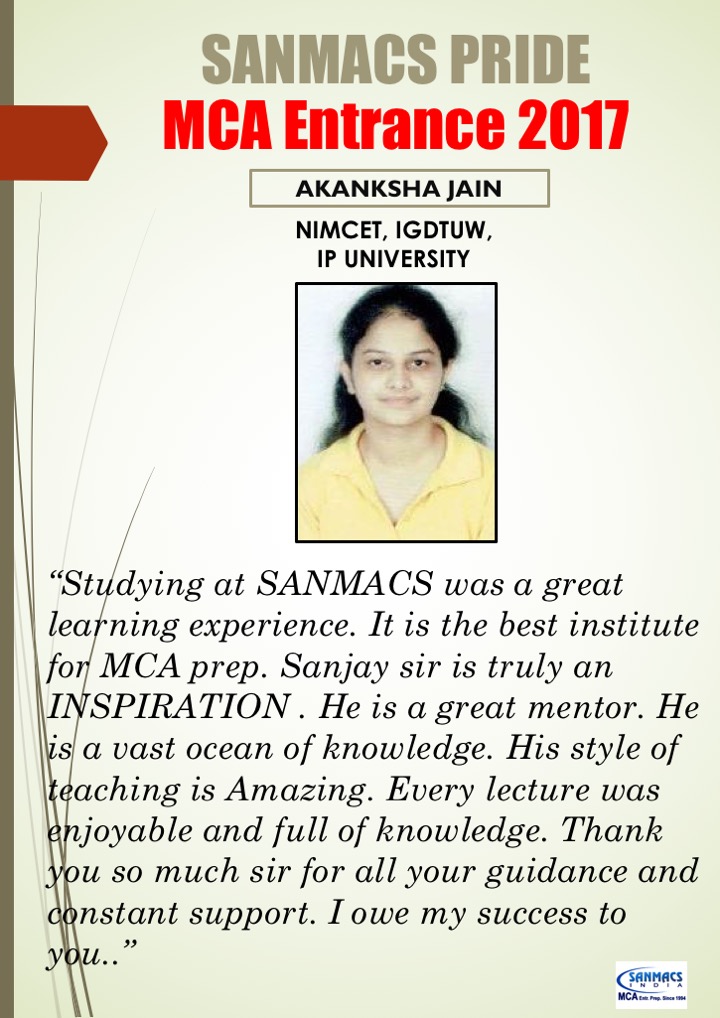 SANMACS PRIDE
MCA Entrance 2017
AKANKSHA JAIN
NIMCET, IGDTUW,
IP UNIVERSITY
“Studying at SANMACS was a great
learning experience. It is the best institute
for MCA prep. Sanjay sir is truly an
INSPIRATION . He is a great mentor. He
is a vast ocean of knowledge. His style of
teaching is Amazing. Every lecture was
enjoyable and full of knowledge. Thank
you so much sir for all your guidance and
constant support. I owe my success to
you..”
SANMACS
INDIA
MCA Entr. Prep. Since 1994